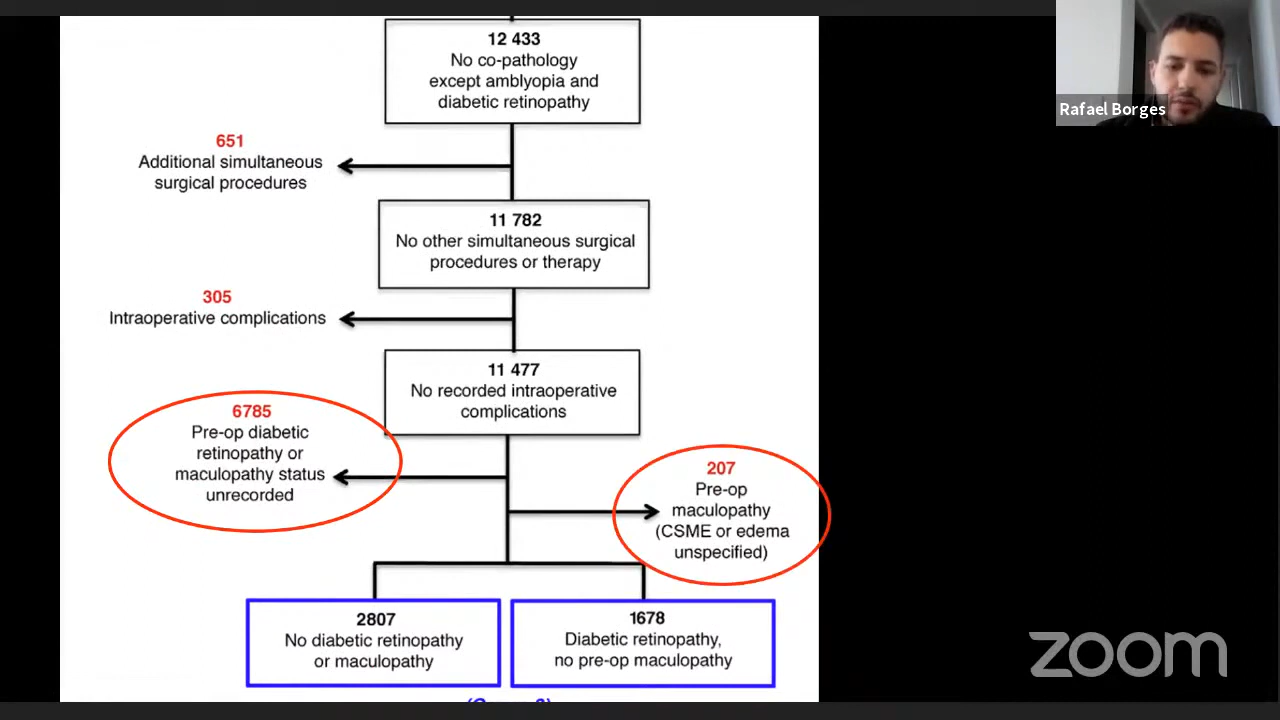 12 433
No co-pathology
except amblyopia and
diabetic retinopathy
Rafael Borges
651
Additional simultaneous
surgical procedures
11 782
No other simultaneous surgical
procedures or therapy
305
Intraoperative complications
11 477
No recorded intraoperative
complications
6785
Pre-op diabetic
retinopathy or
maculopathy status
unrecorded
207
Pre-op
maculopathy
(CSME or edema
unspecified)
2807
No diabetic retinopathy
or maculopathy
1678
Diabetic retinopathy,
no pre-op maculopathy
zoom